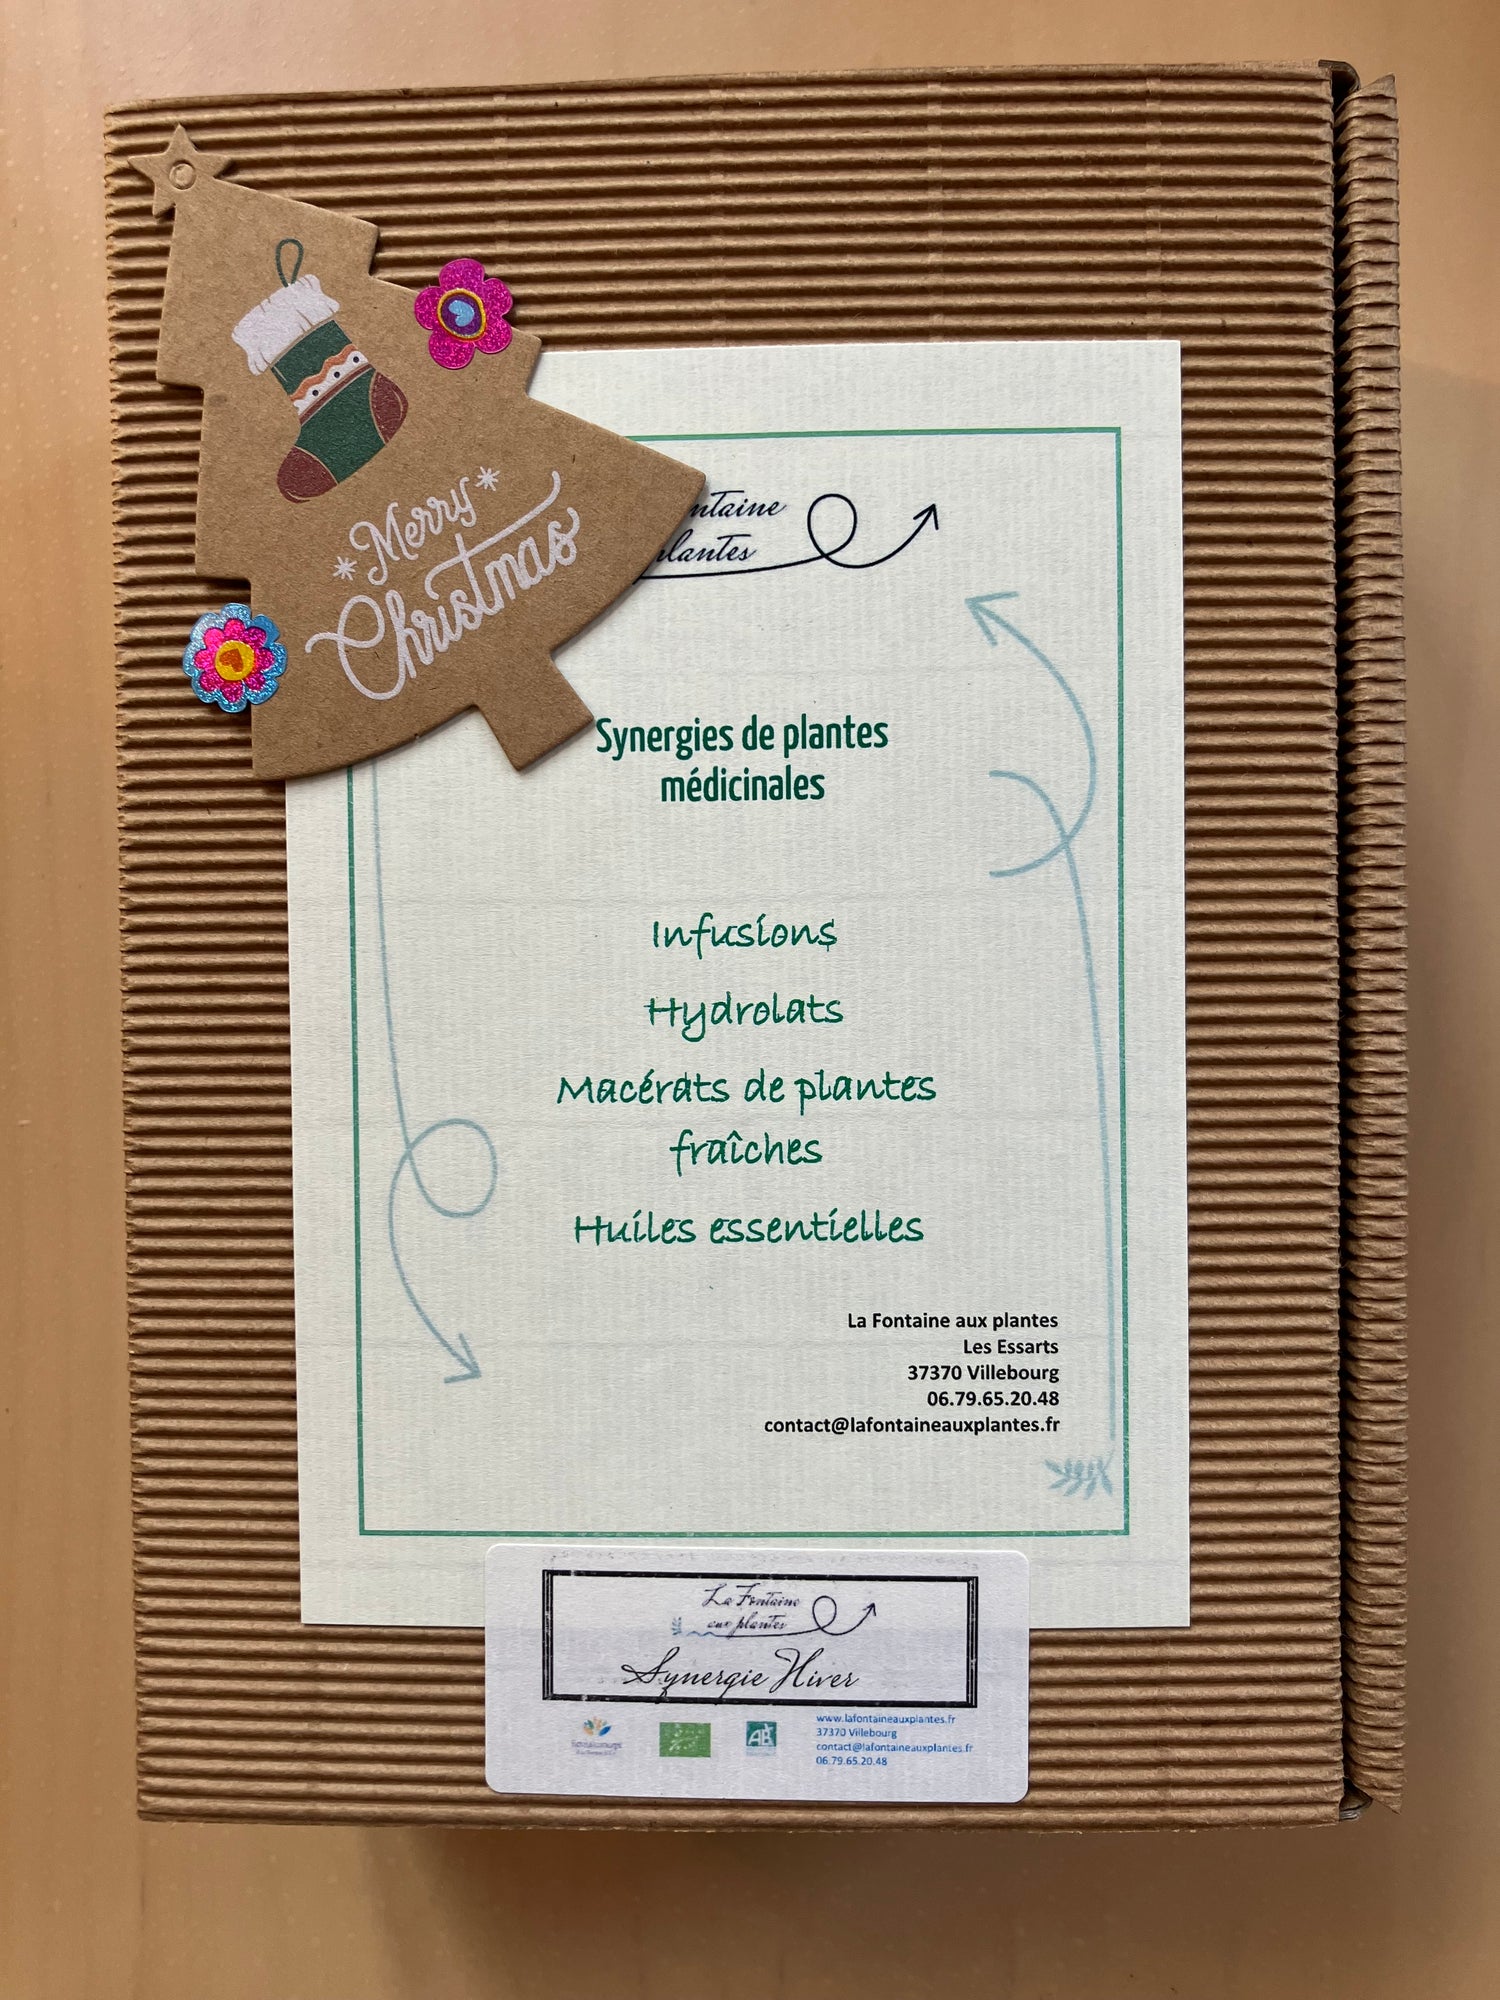 Merry
Christmas
plantes
Synergies de plantes
médicinales
Infusions
Hydrolats
Macérats de plantes
fraîches
Huiles essentielles
La Fontaine aux plantes
Les Essarts
37370 Villebourg
06.79.65.20.48
contact@lafontaineauxplantes.fr
La Fontaine
aux plantes
Synergie Hiver
AB
www.lafontaineauxplantes.fr
37370 Villebourg
contact@lafontaineauxplantes.fr
06.79.65.20.48